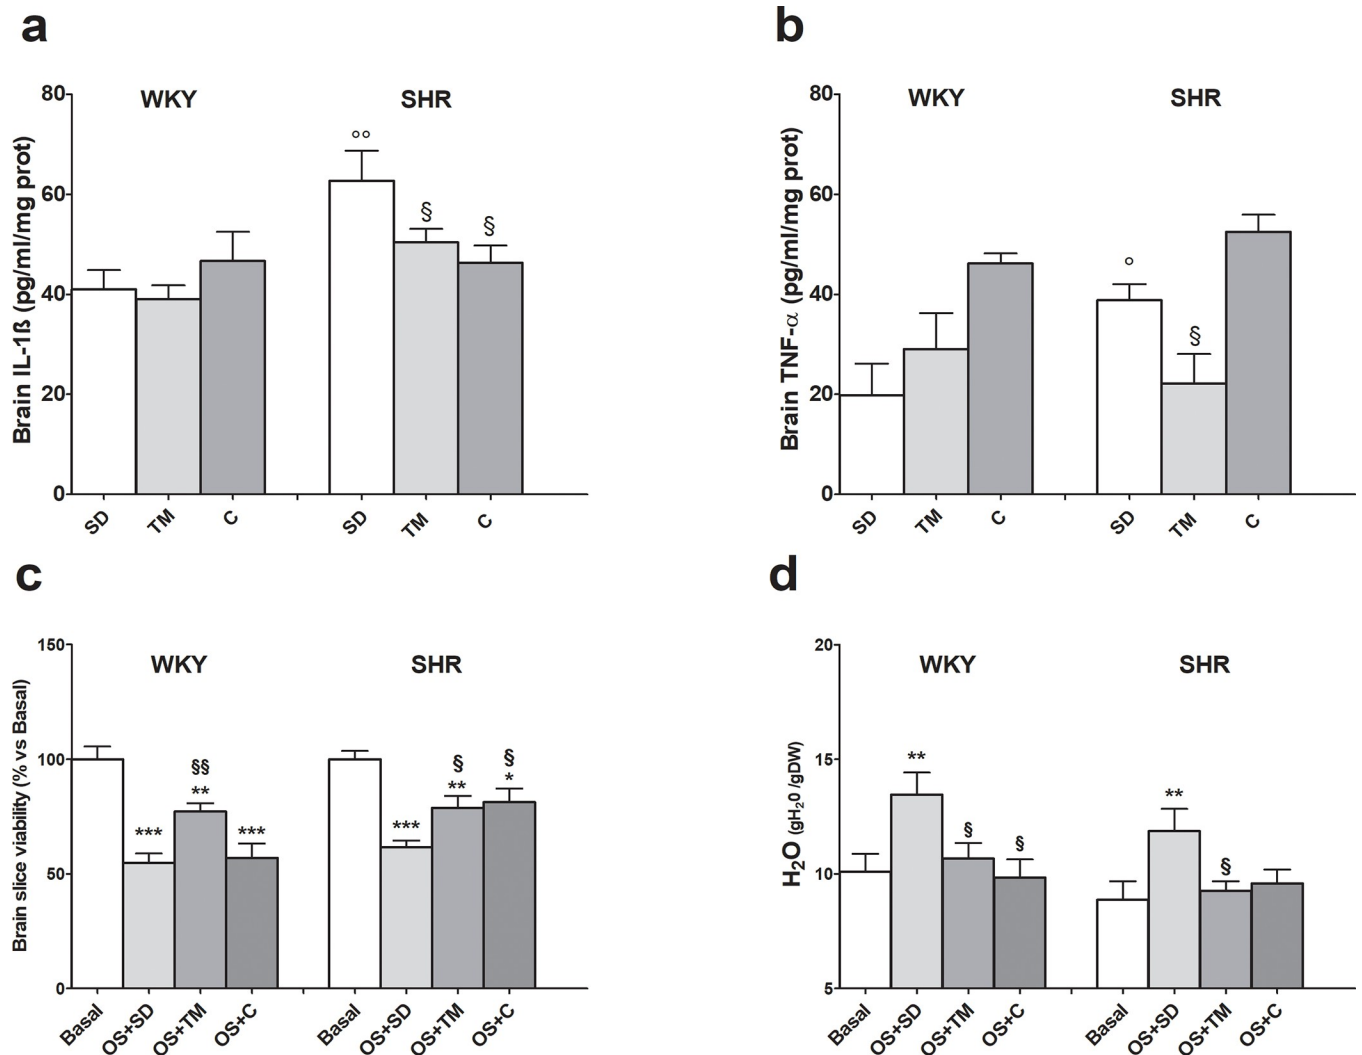 a
80
60
40
20
0
Brain IL-1ß (pg/ml/mg prot)
WKY
SHR
°°
§
§
SD
TM
C
SD
TM
C
b
80
60
40
20
0
Brain TNF-α (pg/ml/mg prot)
WKY
SHR
°
§
SD
TM
C
SD
TM
C
c
150
100
50
0
Brain slice viability (% vs Basal)
WKY
SHR
***
§§
**
***
***
§
**
§
*
Basal
OS+SD
OS+TM
OS+C
Basal
OS+SD
OS+TM
OS+C
d
20
15
10
5
H₂O (gH₂0 /gDW)
WKY
SHR
**
§
§
**
§
Basal
OS+SD
OS+TM
OS+C
Basal
OS+SD
OS+TM
OS+C